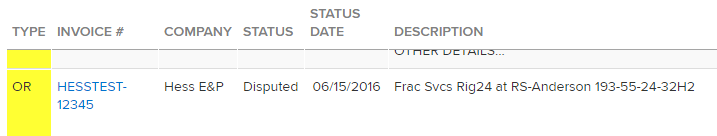 TYPE INVOICE # COMPANY STATUS STATUS DATE DESCRIPTION
OTHER DETAILS...
OR HESSTEST-12345 Hess E&P Disputed 06/15/2016 Frac Svcs Rig24 at RS-Anderson 193-55-24-32H2